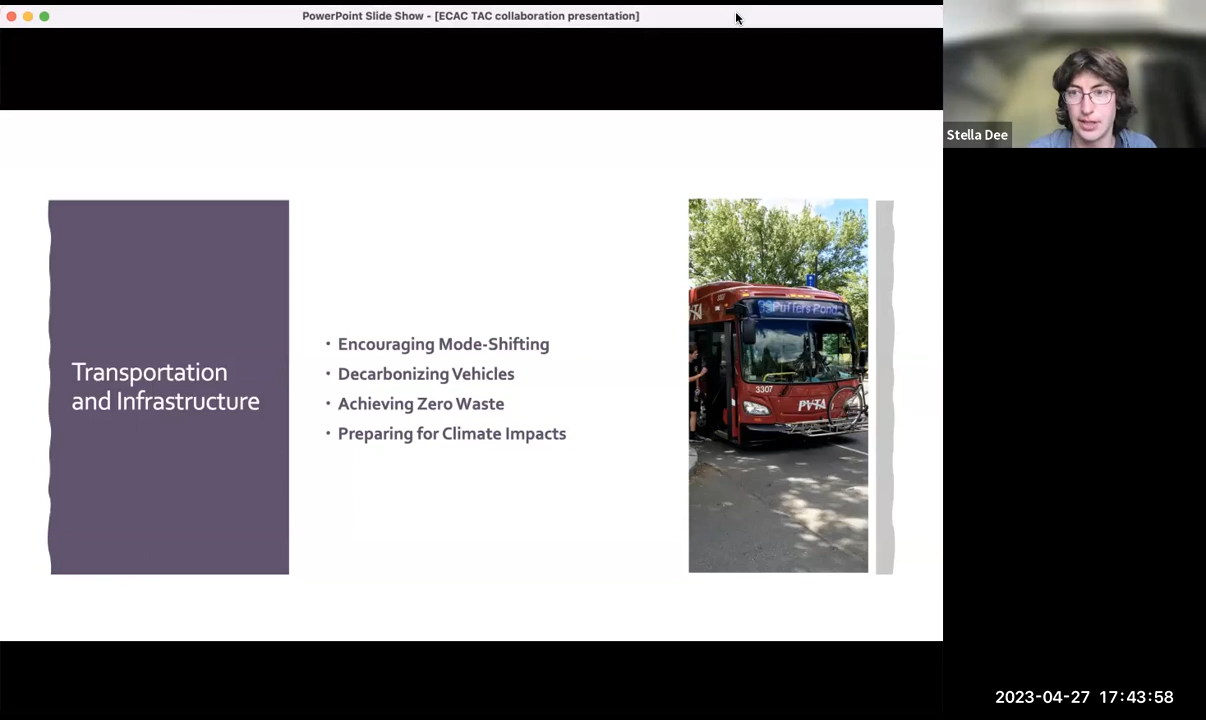 PowerPoint Slide Show - [ECAC TAC collaboration presentation]
Stella Dee
Transportation
and Infrastructure
• Encouraging Mode-Shifting
• Decarbonizing Vehicles
• Achieving Zero Waste
• Preparing for Climate Impacts
Puffers Pond
3307
PVTA
2023-04-27 17:43:58